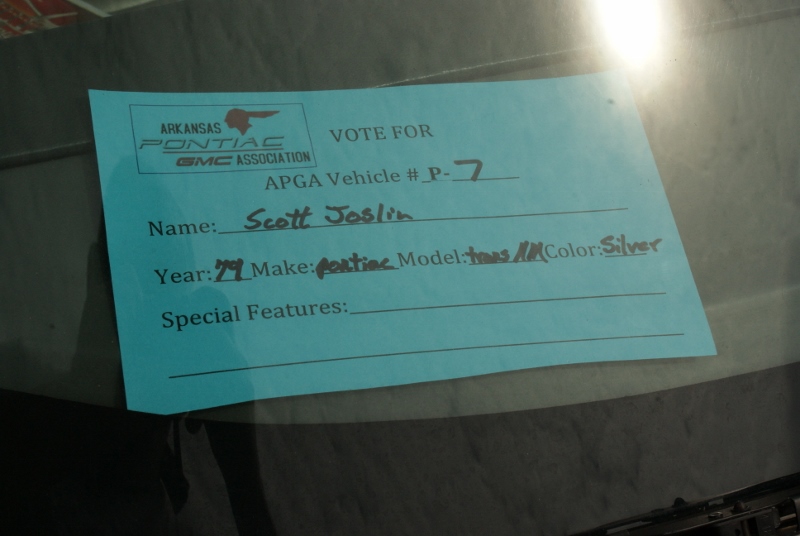 ARKANSAS
PONTIAC
GMC ASSOCIATION
VOTE FOR
APGA Vehicle # P-7
Name: Scott Joslin
Year: 79 Make: pontiac Model: trans AM Color: Silver
Special Features: